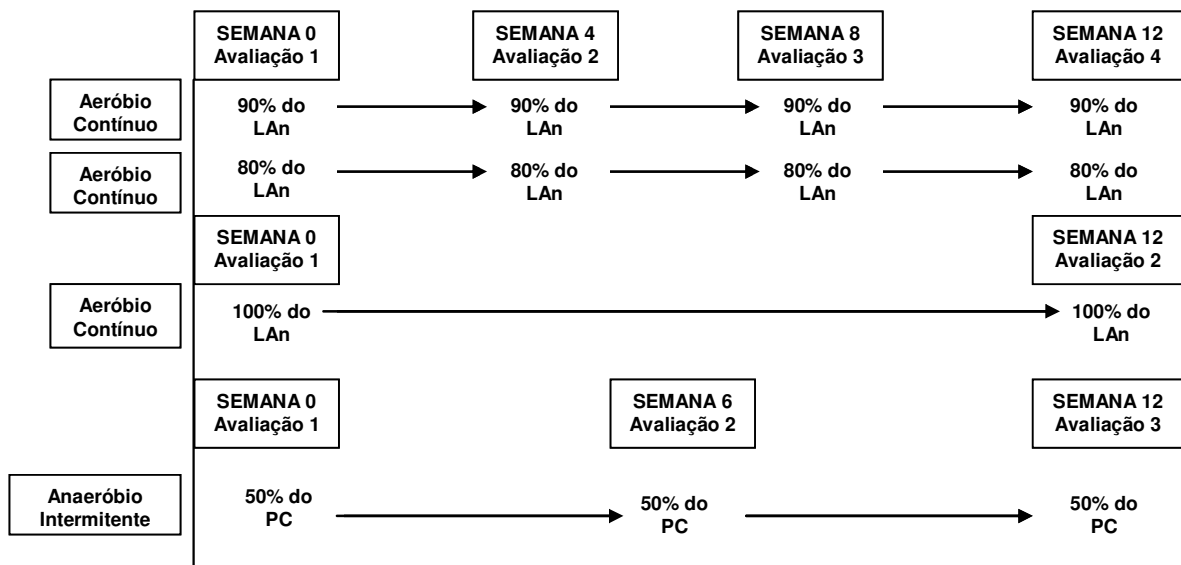 SEMANA 0
Avaliação 1
SEMANA 4
Avaliação 2
SEMANA 8
Avaliação 3
SEMANA 12
Avaliação 4
Aeróbio
Contínuo
90% do
LAn
90% do
LAn
90% do
LAn
90% do
LAn
Aeróbio
Contínuo
80% do
LAn
80% do
LAn
80% do
LAn
80% do
LAn
SEMANA 0
Avaliação 1
SEMANA 12
Avaliação 2
Aeróbio
Contínuo
100% do
LAn
100% do
LAn
SEMANA 0
Avaliação 1
SEMANA 6
Avaliação 2
SEMANA 12
Avaliação 3
Anaeróbio
Intermitente
50% do
PC
50% do
PC
50% do
PC